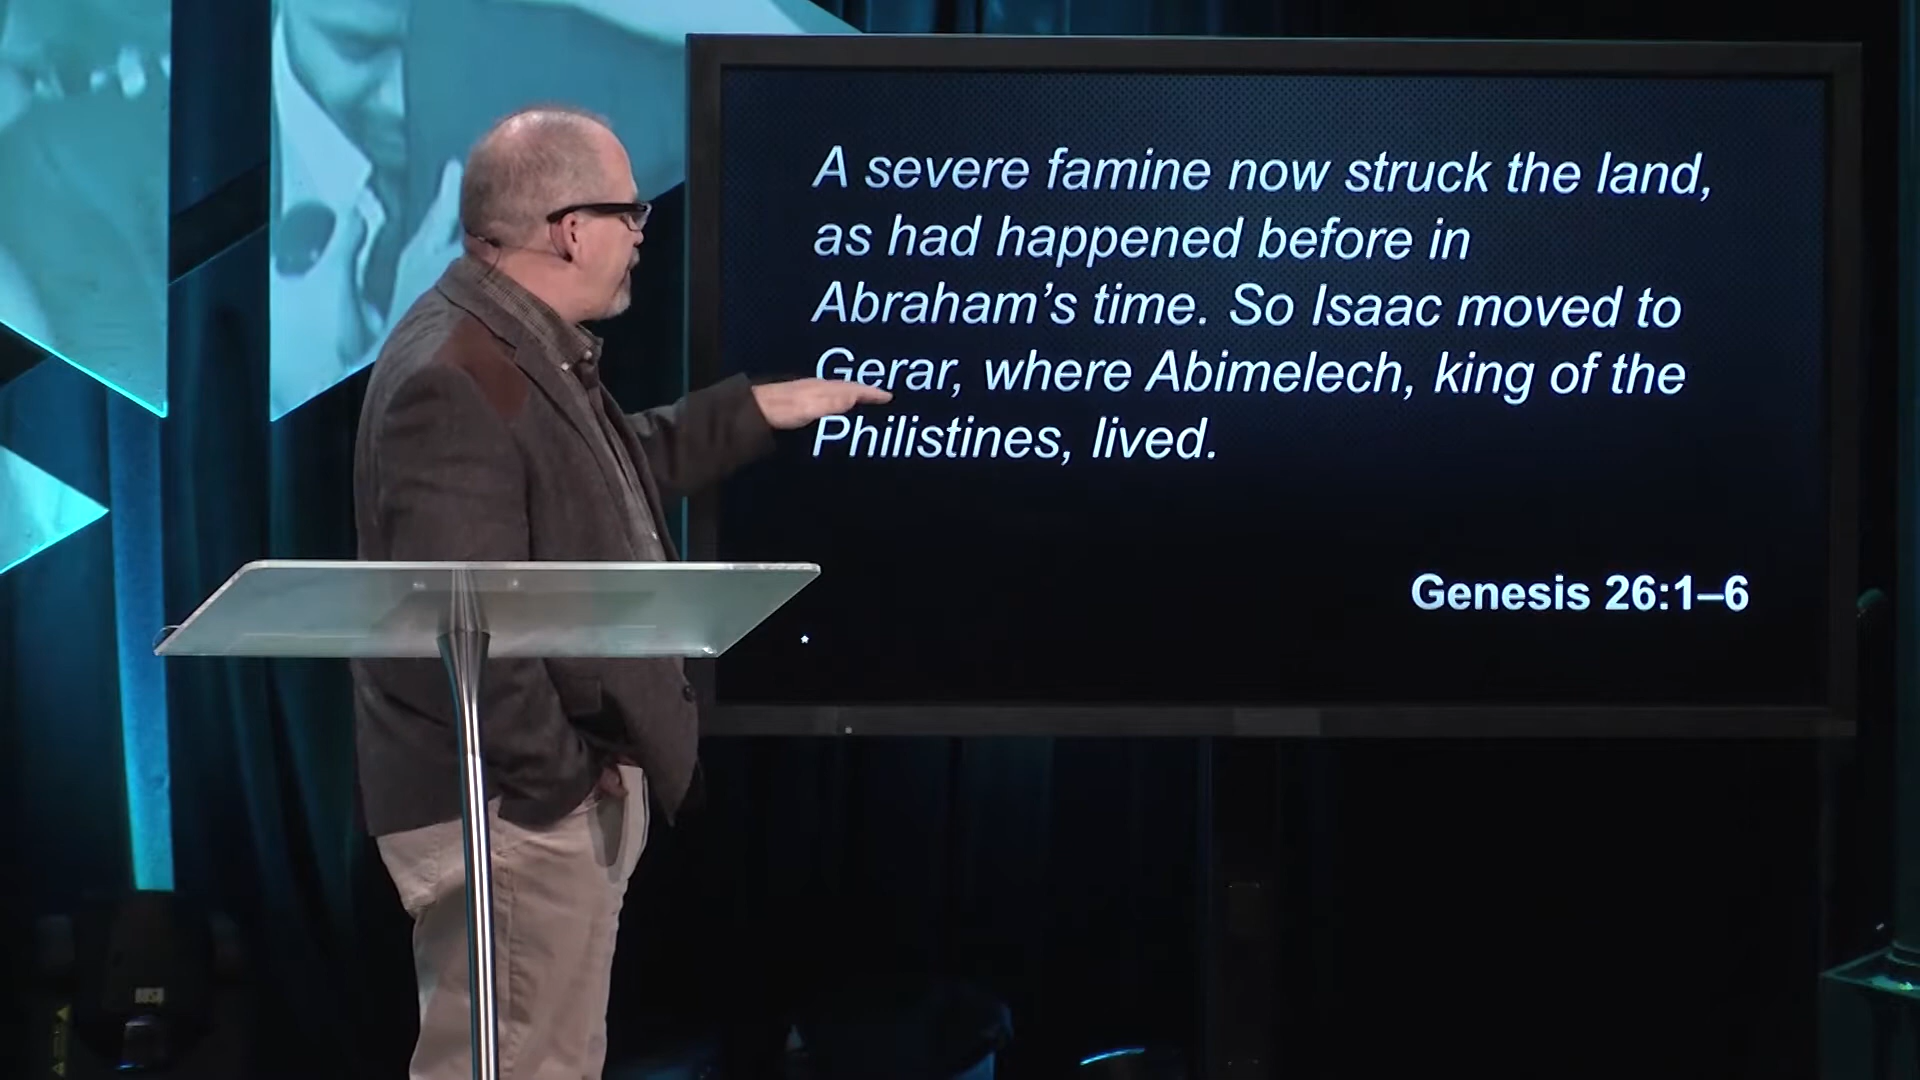 A severe famine now struck the land,
as had happened before in
Abraham’s time. So Isaac moved to
Gerar, where Abimelech, king of the
Philistines, lived.
Genesis 26:1–6